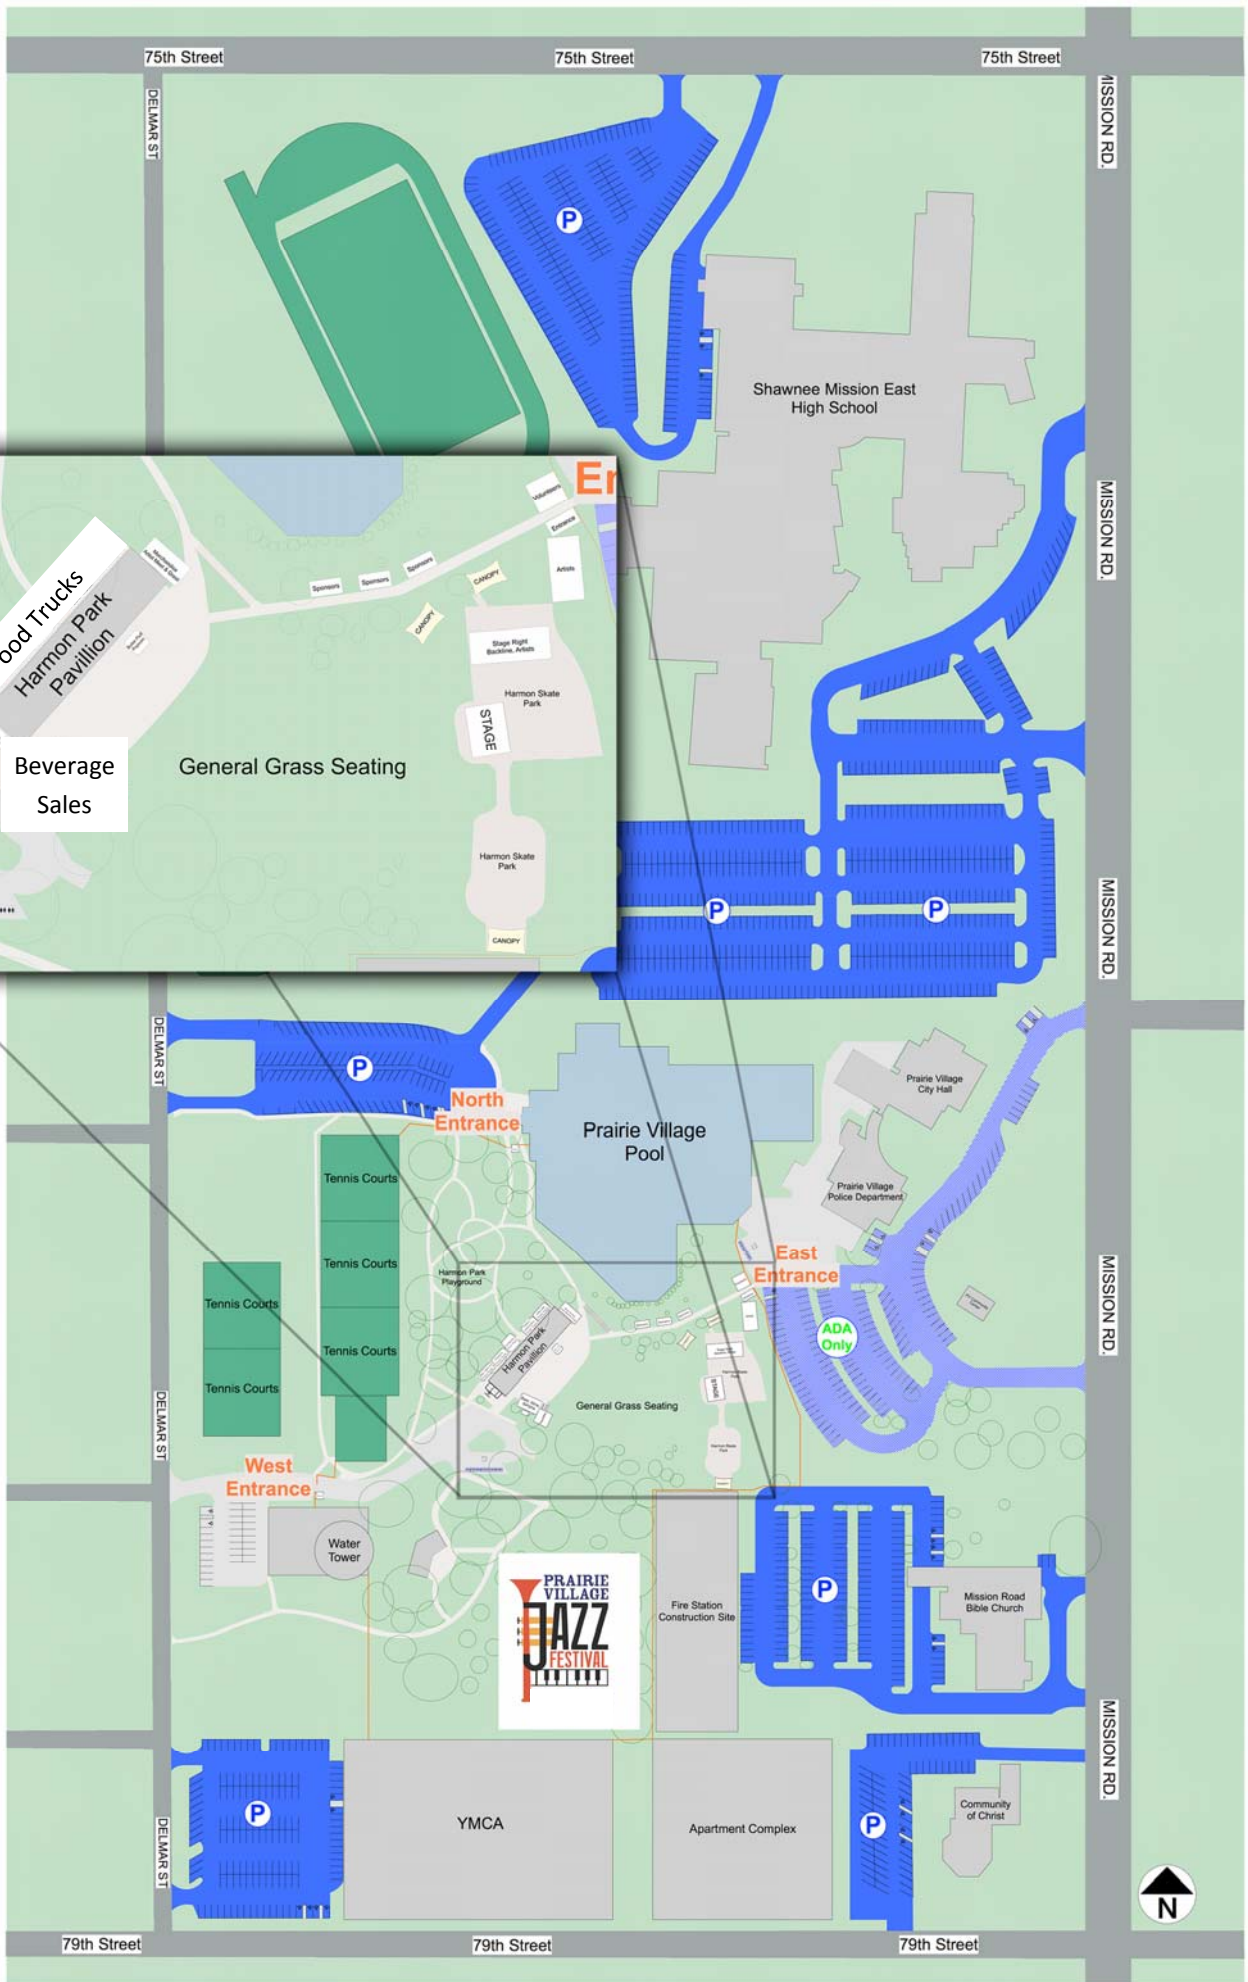 75th Street
75th Street
75th Street
DELMAR ST
MISSION RD.
P
Shawnee Mission East
High School
En
Volunteers
Entrance
Artists
Sponsors
Sponsors
Sponsors
CANOPY
CANOPY
Food Trucks
Harmon Park
Pavillion
Stage Right
Backline, Artists
Harmon Skate
Park
STAGE
Beverage
Sales
General Grass Seating
Harmon Skate
Park
CANOPY
MISSION RD.
P
P
MISSION RD.
DELMAR ST
P
North
Entrance
Prairie Village
Pool
Prairie Village
City Hall
Prairie Village
Police Department
Tennis Courts
Tennis Courts
Tennis Courts
Tennis Courts
Tennis Courts
Harmon Park
Playground
East
Entrance
MISSION RD.
ADA
Only
Harmon Park
Pavillion
STAGE
General Grass Seating
DELMAR ST
West
Entrance
Water
Tower
PRAIRIE
VILLAGE
JAZZ
FESTIVAL
Fire Station
Construction Site
P
Mission Road
Bible Church
MISSION RD.
P
YMCA
Apartment Complex
P
Community
of Christ
DELMAR ST
N
79th Street
79th Street
79th Street